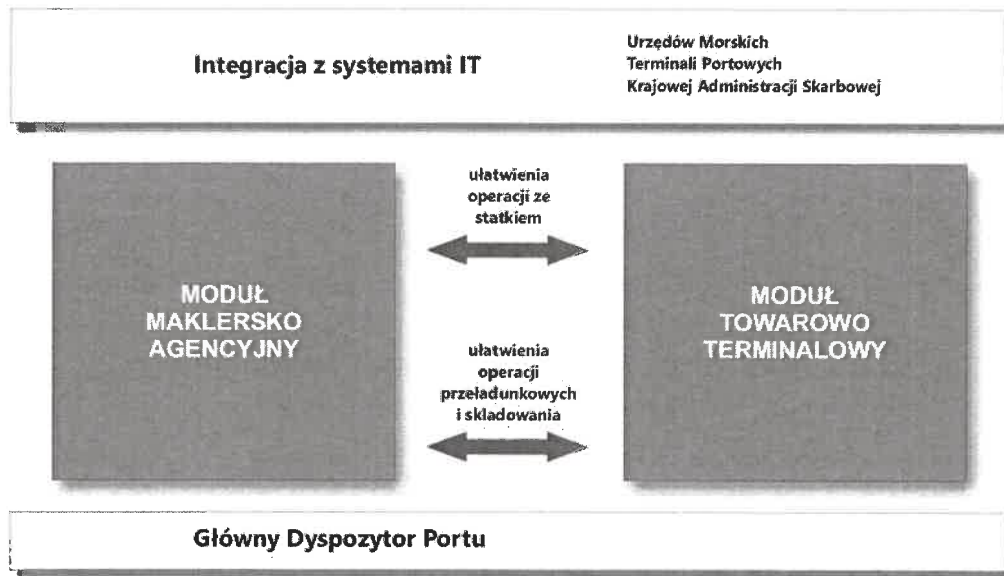 Integracja z systemami IT
Urzędów Morskich
Terminali Portowych
Krajowej Administracji Skarbowej
MODUŁ
MAKLERSKO
AGENCYJNY
ułatwienia
operacji ze
statkiem
ułatwienia
operacji
przeładunkowych
i skladowania
MODUŁ
TOWAROWO
TERMINALOWY
Główny Dyspozytor Portu